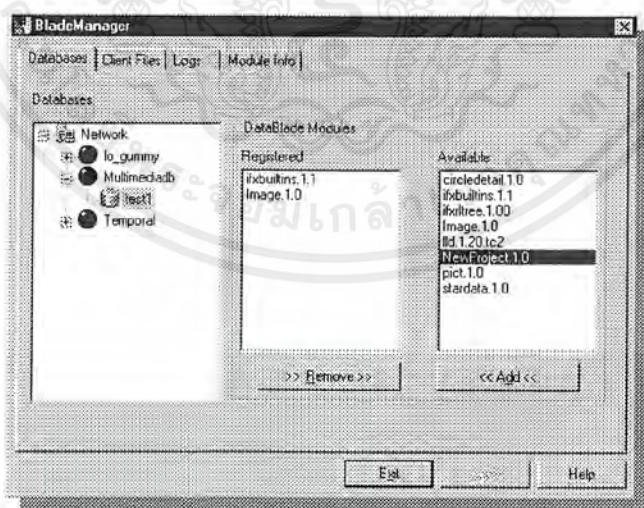 BladeManager
Databases
Client Files
Logs
Module Info
Databases
Network
lo_gummy
Multimediadb
test1
Temporal
DataBlade Modules
Registered
ifxbuiltins.1.1
Image.1.0
>> Remove >>
Available
circledetail.1.0
ifxbuiltins.1.1
ifxrltree.1.00
Image.1.0
lld.1.20.tc2
NewProject.1.0
pict.1.0
stardata.1.0
<< Add <<
Exit
Help